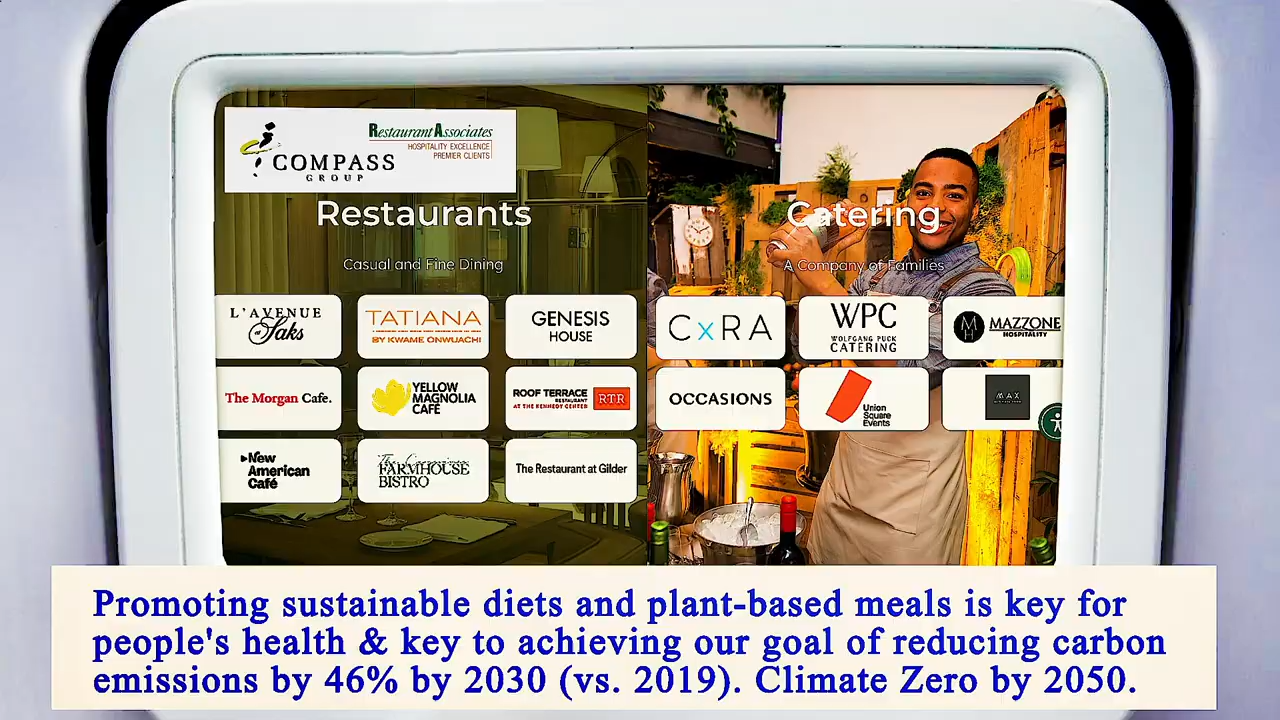 COMPASS
GROUP
Restaurant Associates
HOSPITALITY EXCELLENCE
PREMIER CLIENTS
Restaurants
Casual and Fine Dining
L'AVENUE
Saks
TATIANA
BY KWAME ONWUACHI
GENESIS
HOUSE
The Morgan Cafe.
YELLOW
MAGNOLIA
CAFÉ
ROOF TERRACE
RESTAURANT
AT THE KENNEDY CENTER
RTR
New
American
Café
FARMHOUSE
BISTRO
The Restaurant at Gilder
Catering
A Company of Families
CxRA
WPC
WOLFGANG PUCK
CATERING
MH
MAZZONE
HOSPITALITY
OCCASIONS
Union
Square
Events
MAX
Promoting sustainable diets and plant-based meals is key for
people's health & key to achieving our goal of reducing carbon
emissions by 46% by 2030 (vs. 2019). Climate Zero by 2050.